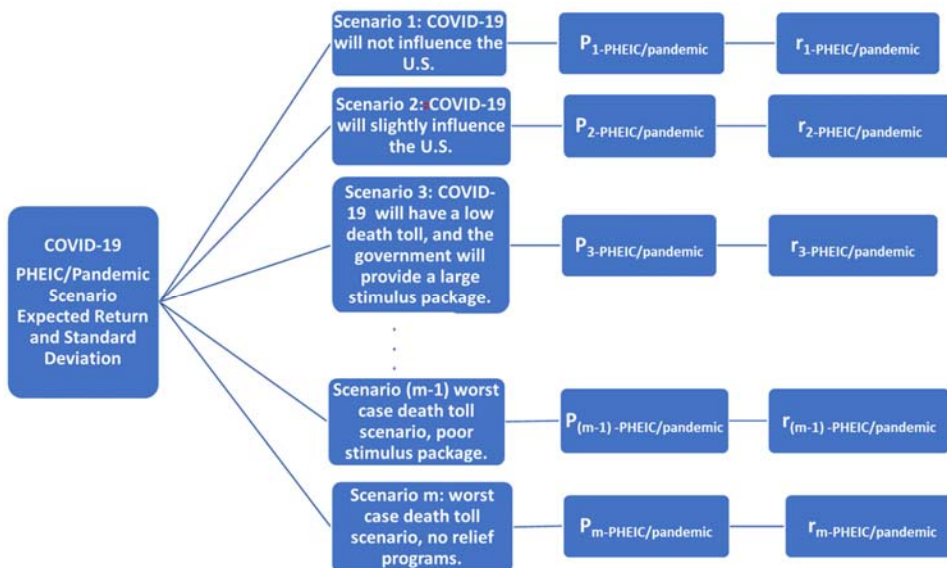 COVID-19
PHEIC/Pandemic
Scenario
Expected Return
and Standard
Deviation
Scenario 1: COVID-19
will not influence the
U.S.
P1-PHEIC/pandemic
r1-PHEIC/pandemic
Scenario 2: COVID-19
will slightly influence
the U.S.
P2-PHEIC/pandemic
r2-PHEIC/pandemic
Scenario 3: COVID-
19 will have a low
death toll, and the
government will
provide a large
stimulus package.
P3-PHEIC/pandemic
r3-PHEIC/pandemic
.
.
.
Scenario (m-1) worst
case death toll
scenario, poor
stimulus package.
P(m-1) -PHEIC/pandemic
r(m-1) -PHEIC/pandemic
Scenario m: worst
case death toll
scenario, no relief
programs.
Pm-PHEIC/pandemic
rm-PHEIC/pandemic